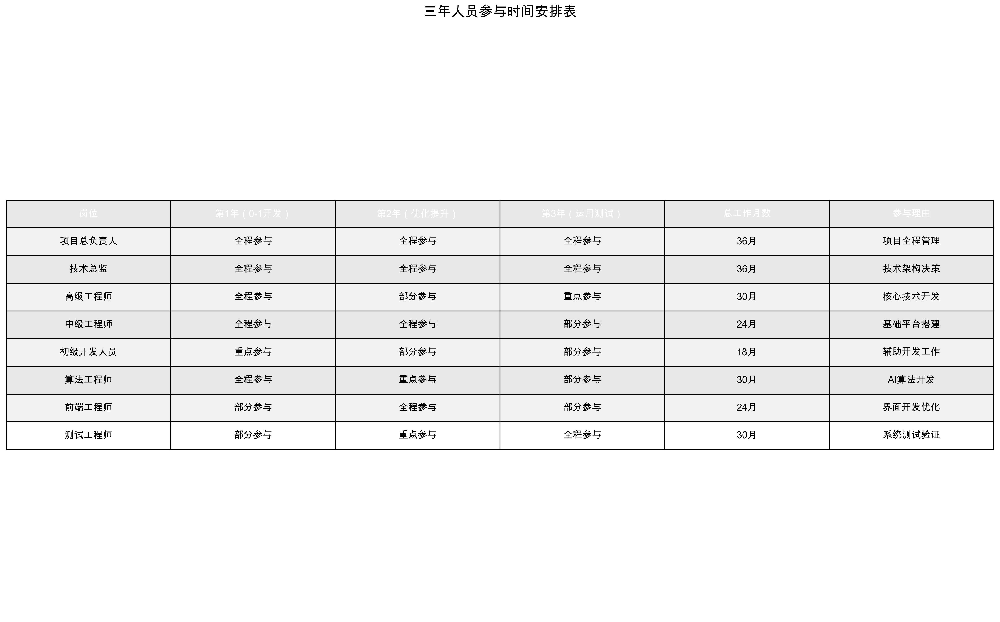 三年人员参与时间安排表
岗位 第1年（0-1开发） 第2年（优化提升） 第3年（运用测试） 总工作月数 参与理由
项目总负责人 全程参与 全程参与 全程参与 36月 项目全程管理
技术总监 全程参与 全程参与 全程参与 36月 技术架构决策
高级工程师 全程参与 部分参与 重点参与 30月 核心技术开发
中级工程师 全程参与 全程参与 部分参与 24月 基础平台搭建
初级开发人员 重点参与 部分参与 部分参与 18月 辅助开发工作
算法工程师 全程参与 重点参与 部分参与 30月 AI算法开发
前端工程师 部分参与 全程参与 部分参与 24月 界面开发优化
测试工程师 部分参与 重点参与 全程参与 30月 系统测试验证